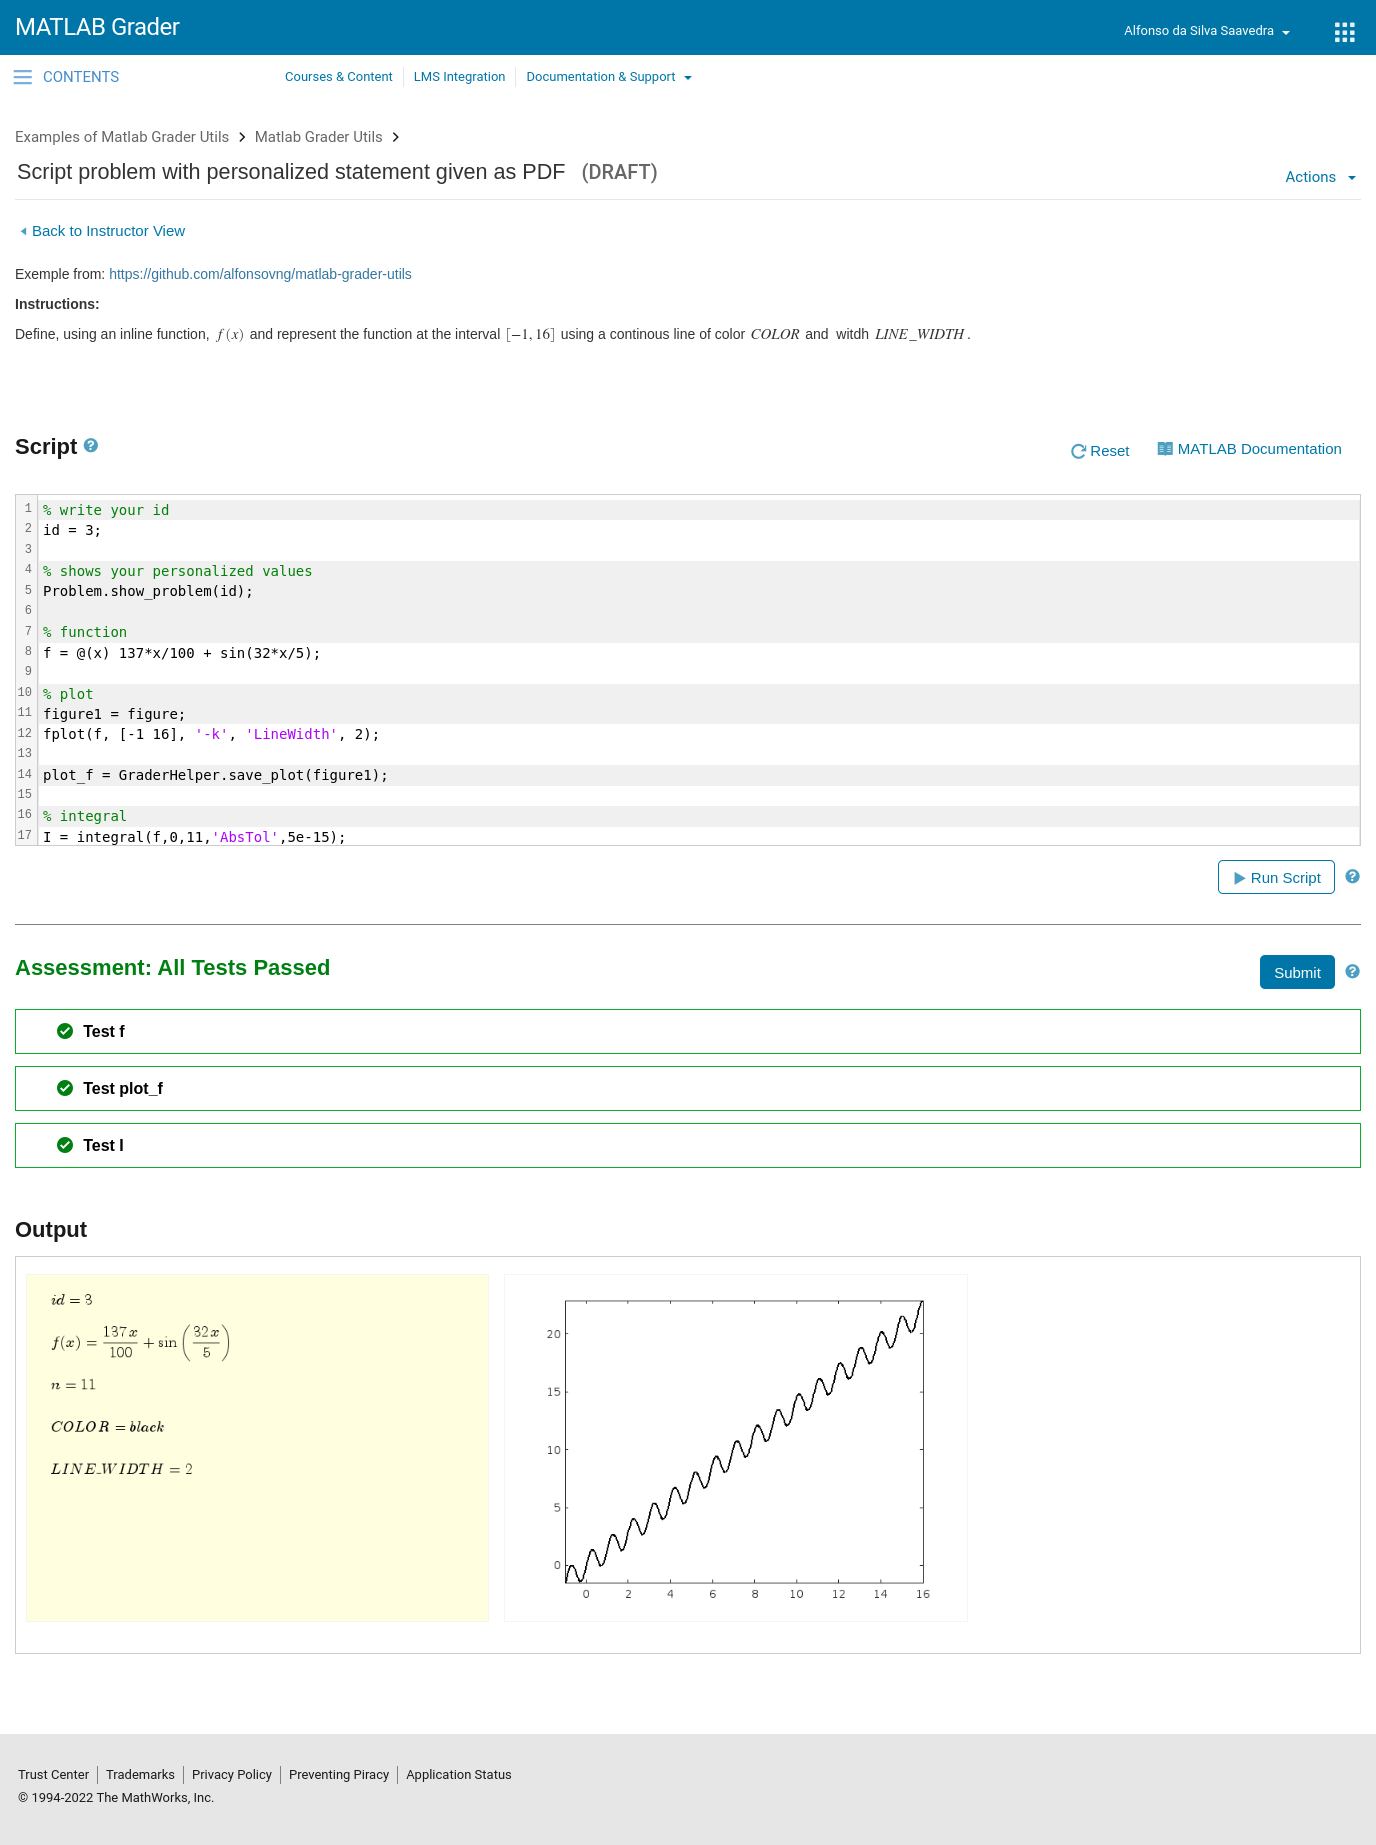 MATLAB Grader
Alfonso da Silva Saavedra
CONTENTS
Courses & Content
LMS Integration
Documentation & Support
Examples of Matlab Grader Utils
Matlab Grader Utils
Script problem with personalized statement given as PDF (DRAFT)
Actions
Back to Instructor View
Exemple from: https://github.com/alfonsovng/matlab-grader-utils
Instructions:
Define, using an inline function, f(x) and represent the function at the interval [−1, 16] using a continous line of color COLOR and witdh LINE_WIDTH.
Script
Reset
MATLAB Documentation
1 % write your id
2 id = 3;
3
4 % shows your personalized values
5 Problem.show_problem(id);
6
7 % function
8 f = @(x) 137*x/100 + sin(32*x/5);
9
10 % plot
11 figure1 = figure;
12 fplot(f, [-1 16], '-k', 'LineWidth', 2);
13
14 plot_f = GraderHelper.save_plot(figure1);
15
16 % integral
17 I = integral(f,0,11,'AbsTol',5e-15);
Run Script
Assessment: All Tests Passed
Submit
Test f
Test plot_f
Test I
Output
id = 3
f(x) = 137x/100 + sin(32x/5)
n = 11
COLOR = black
LINE_WIDTH = 2
20
15
10
5
0
0 2 4 6 8 10 12 14 16
Trust Center
Trademarks
Privacy Policy
Preventing Piracy
Application Status
© 1994-2022 The MathWorks, Inc.